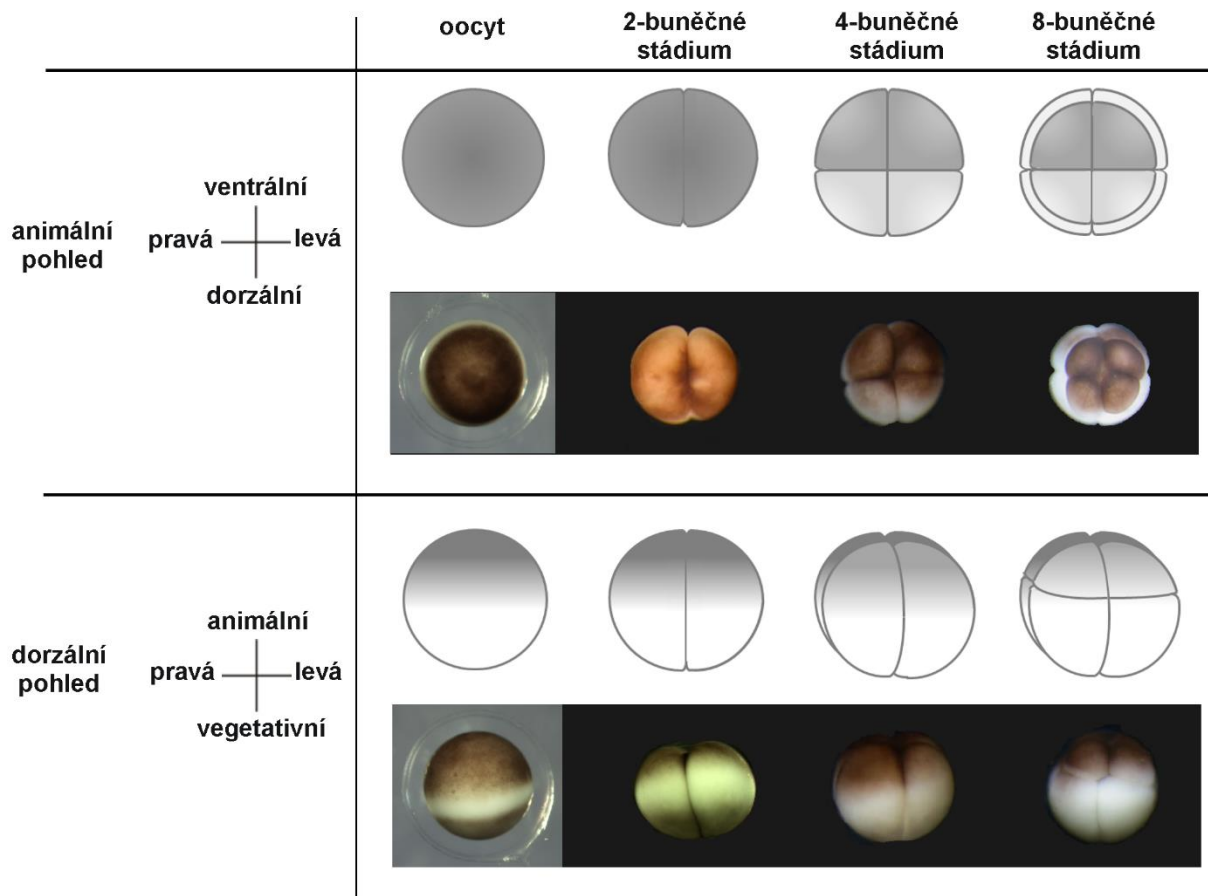 oocyt
2-buněčné
stádium
4-buněčné
stádium
8-buněčné
stádium
animální
pohled
ventrální
pravá
levá
dorzální
dorzální
pohled
animální
pravá
levá
vegetativní